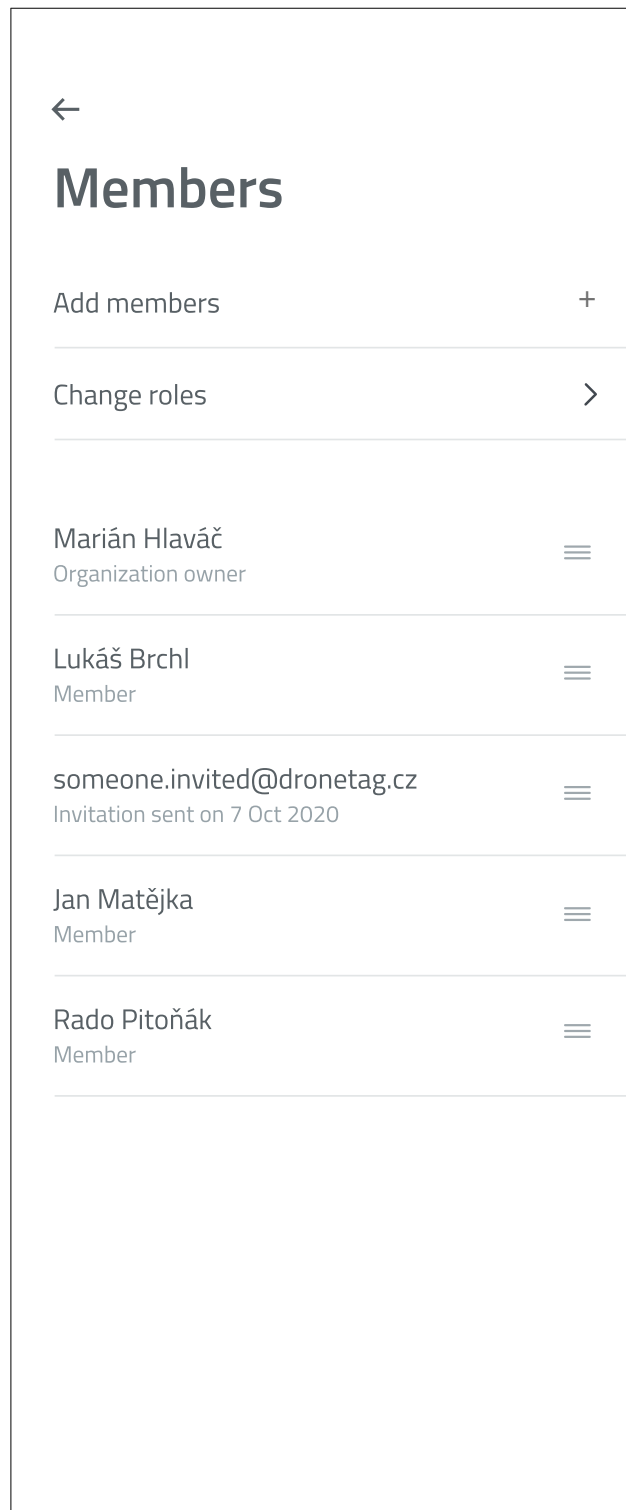 Members
Add members
Change roles
Marián Hlaváč
Organization owner
Lukáš Brchl
Member
someone.invited@dronetag.cz
Invitation sent on 7 Oct 2020
Jan Matějka
Member
Rado Pitoňák
Member